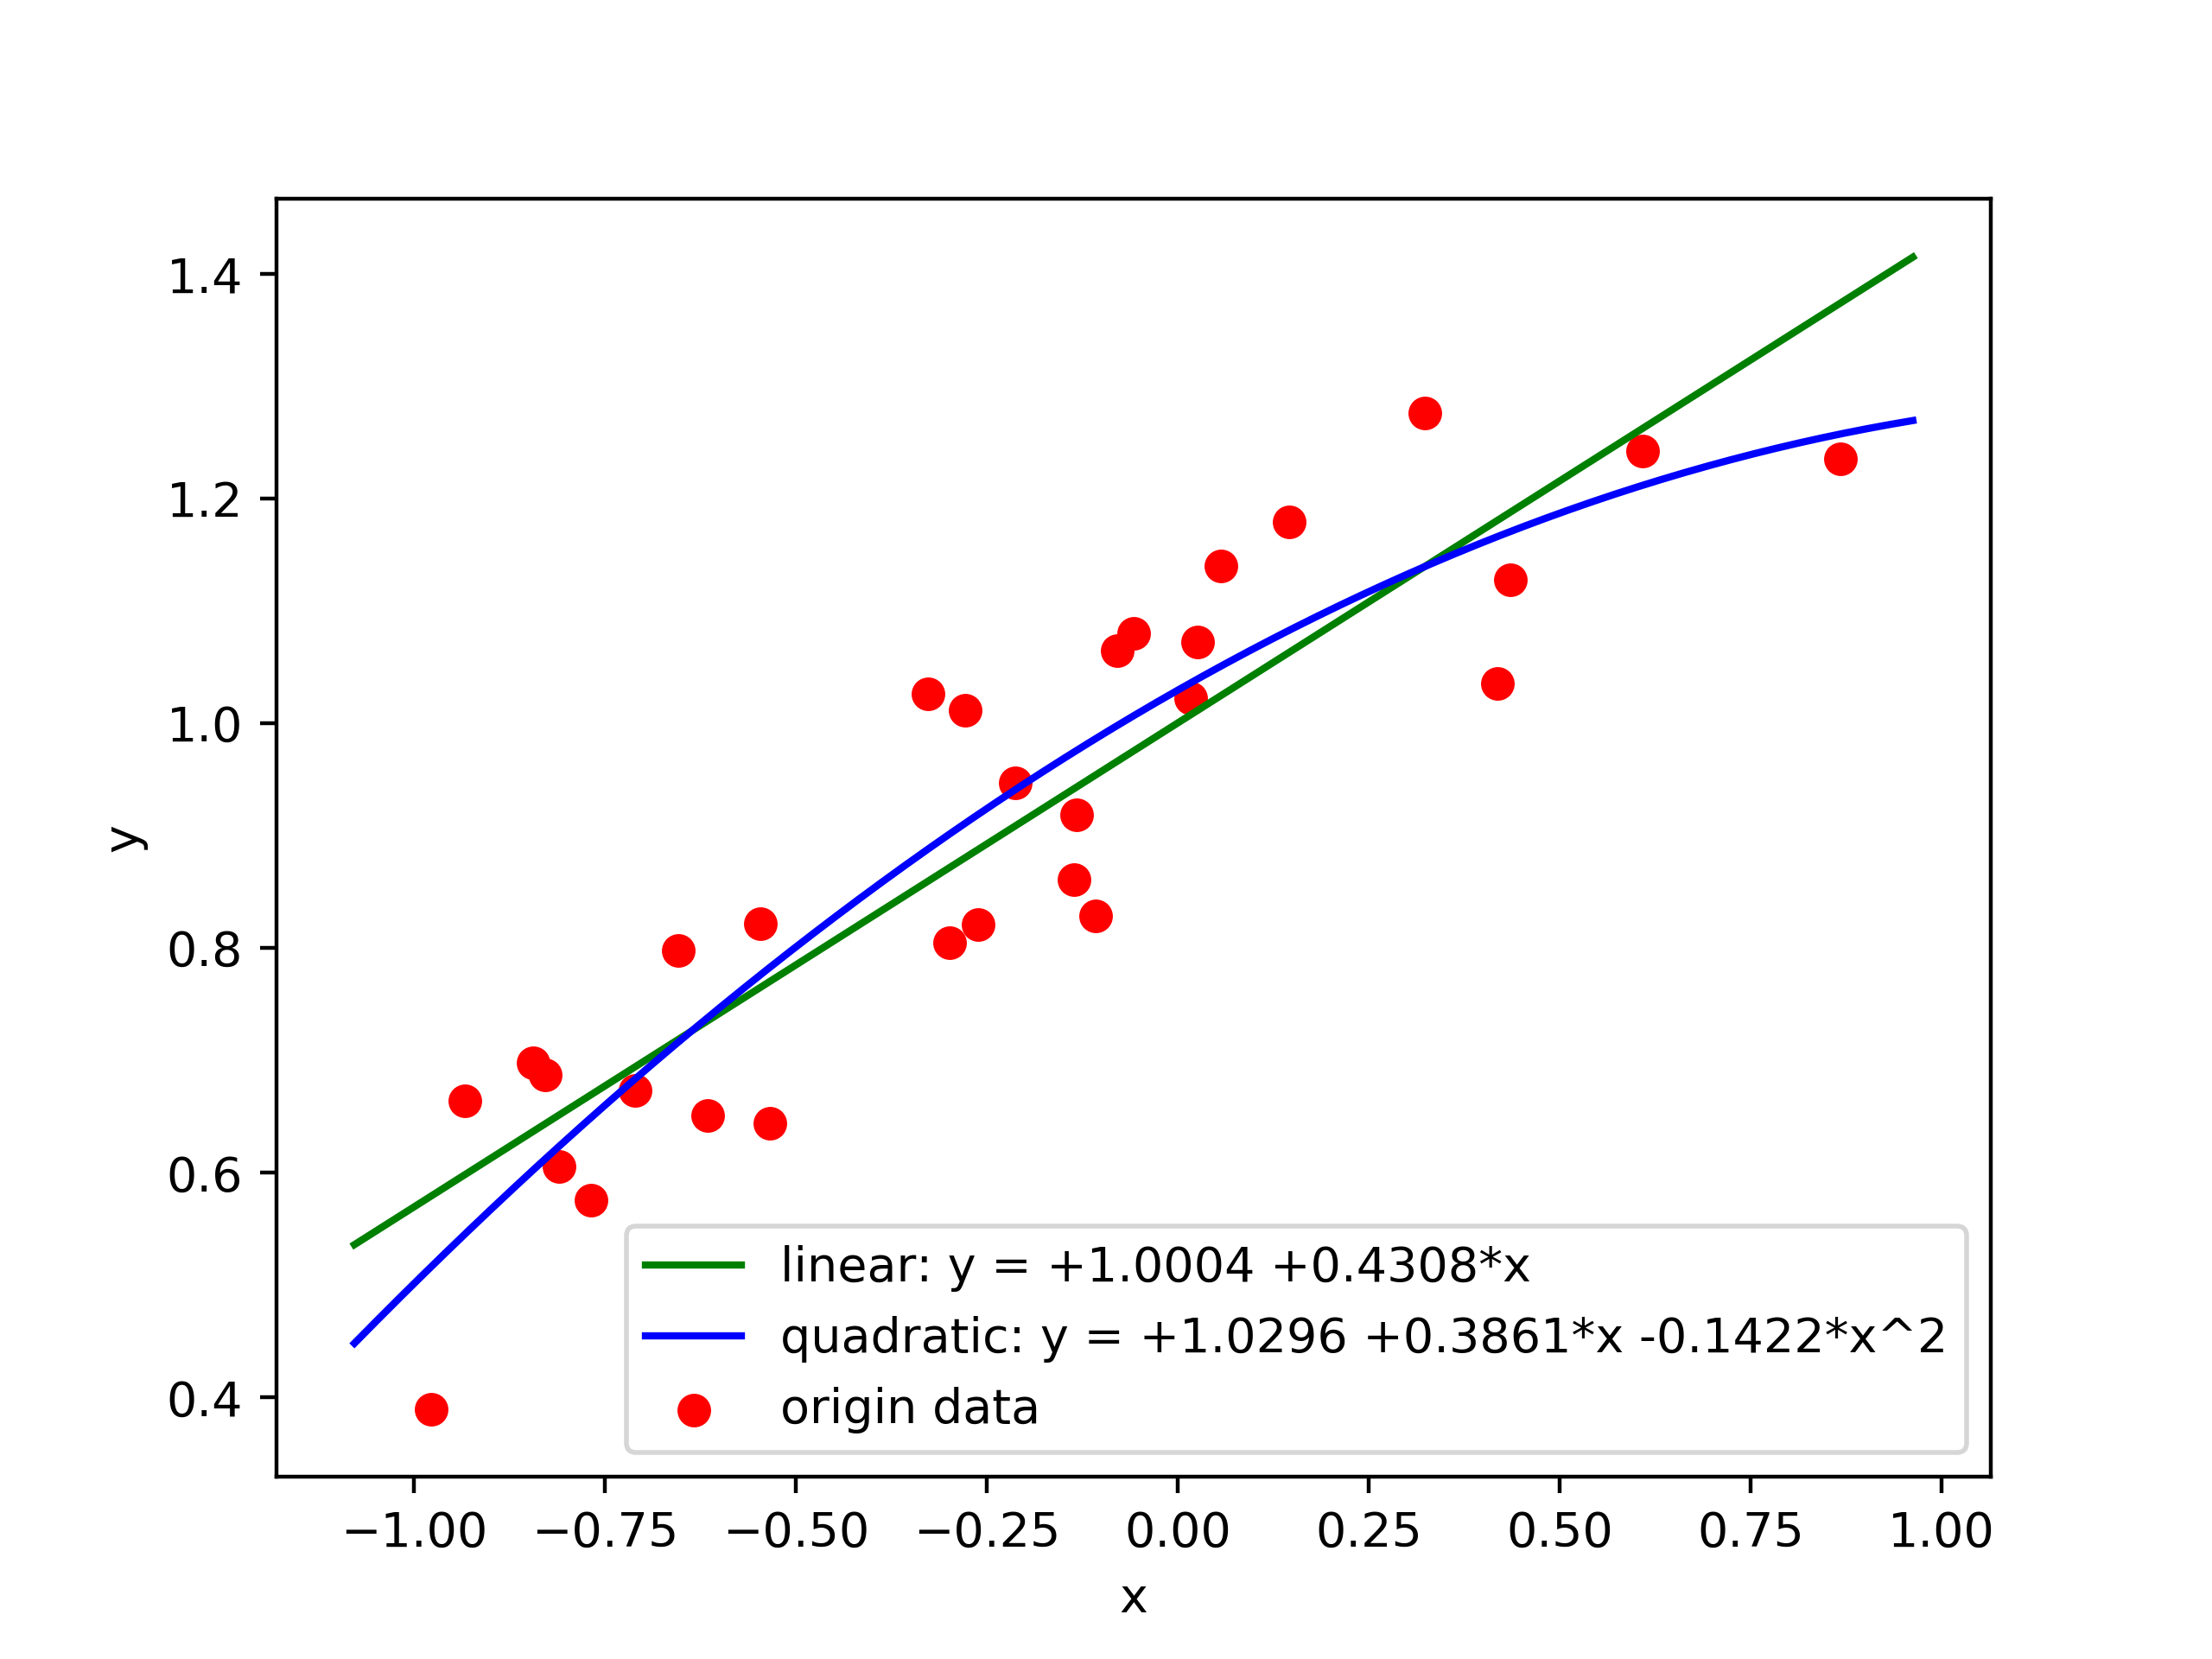 1.4
1.2
1.0
0.8
0.6
0.4
y
linear: y = +1.0004 +0.4308*x
quadratic: y = +1.0296 +0.3861*x -0.1422*x^2
origin data
−1.00 −0.75 −0.50 −0.25 0.00 0.25 0.50 0.75 1.00
x